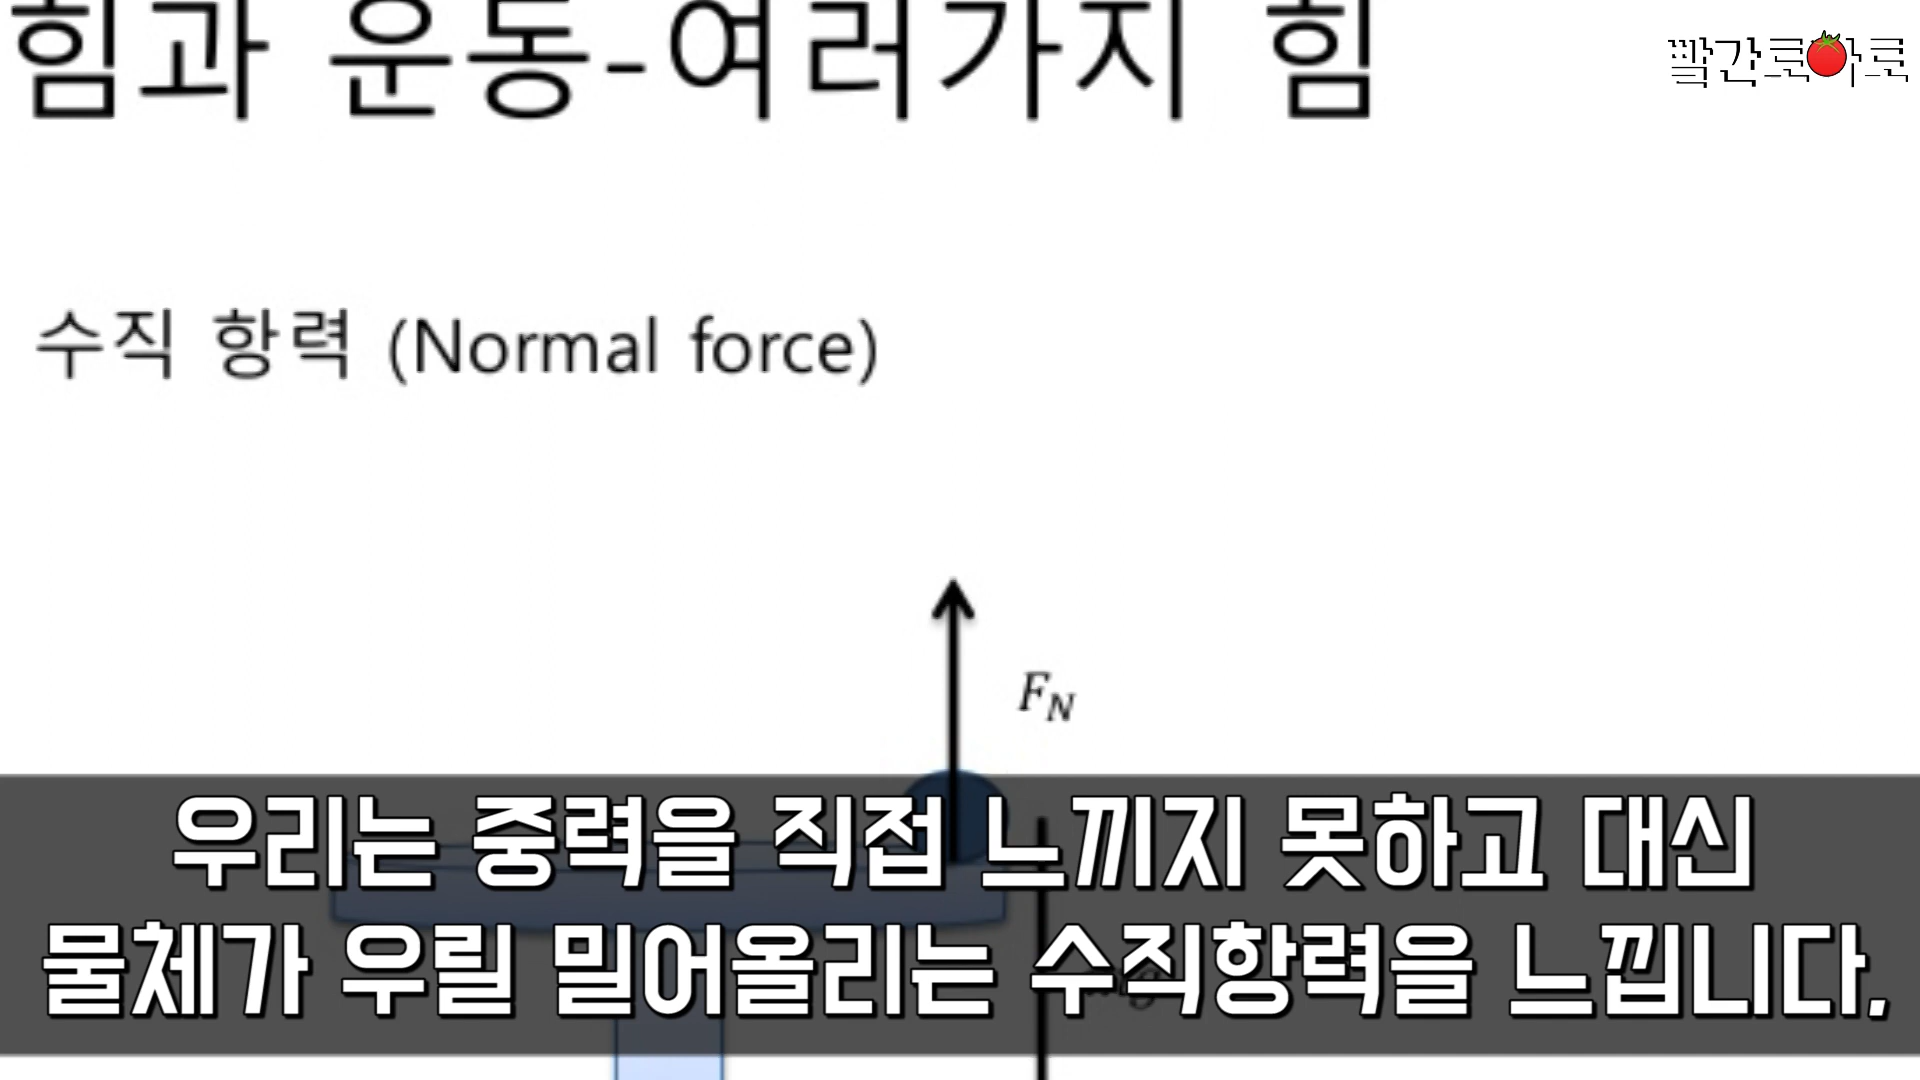 힘과 운동-여러가지 힘
빨간토마토
수직 항력 (Normal force)
F_N
우리는 중력을 직접 느끼지 못하고 대신
물체가 우릴 밀어올리는 수직항력을 느낍니다.